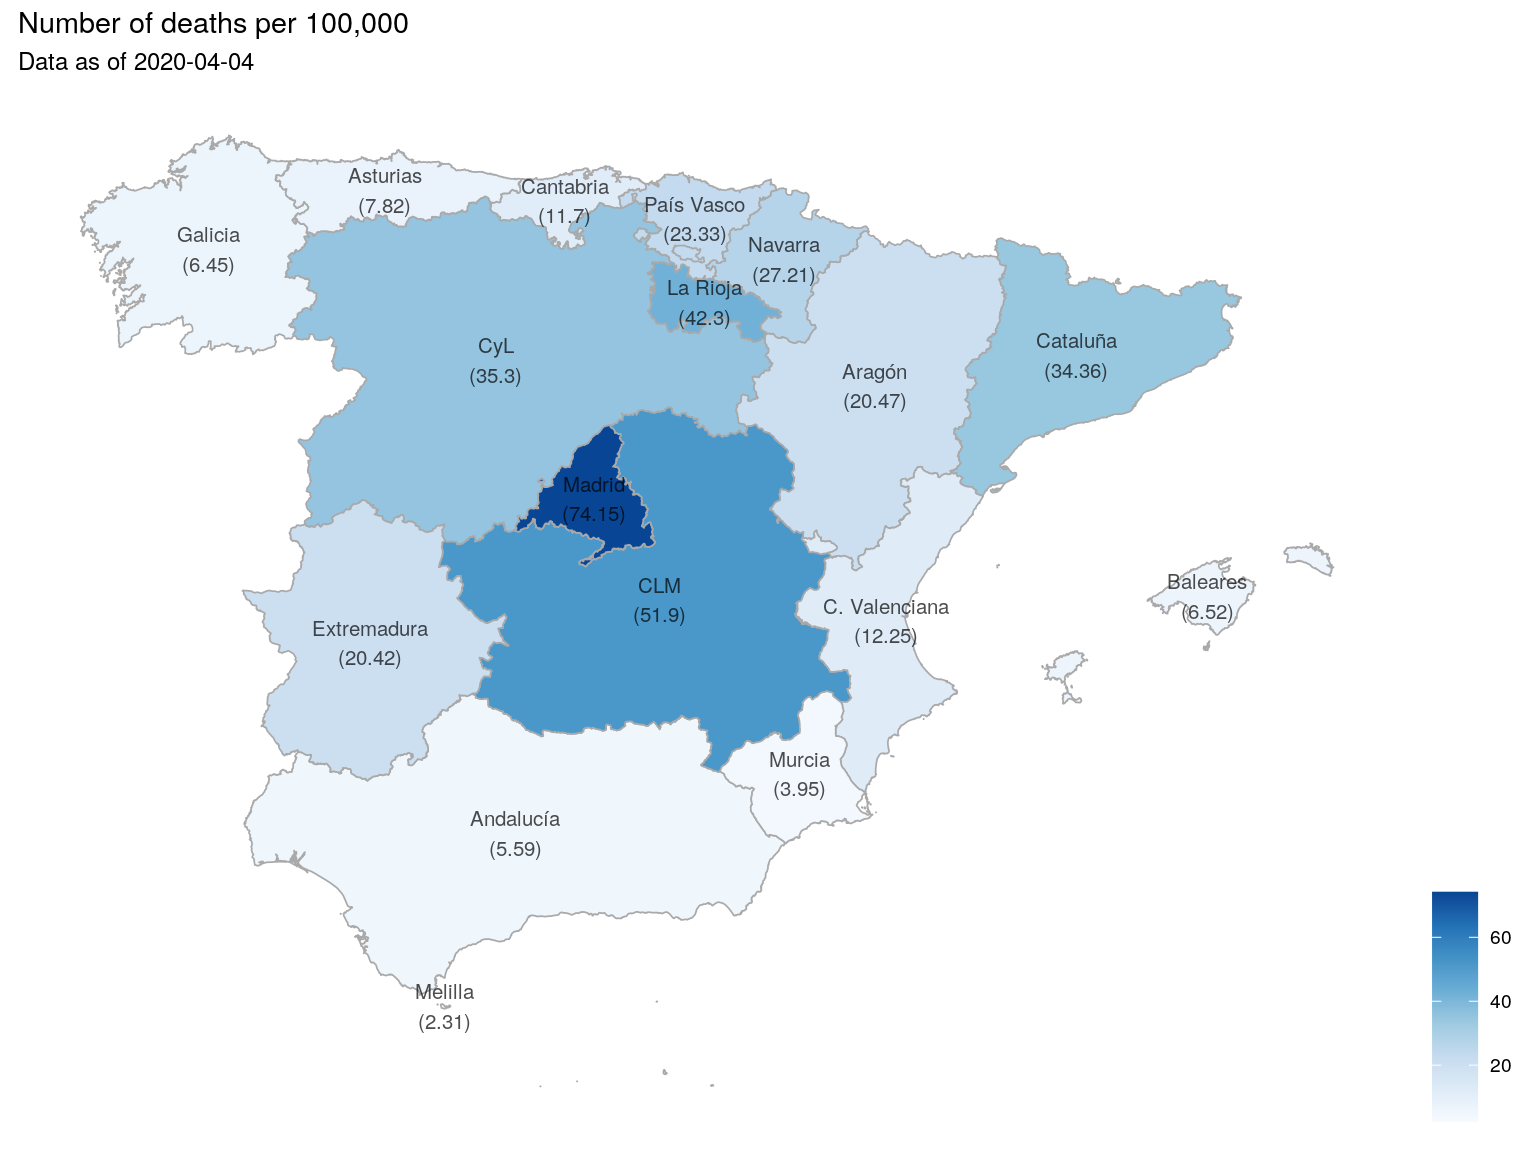 Number of deaths per 100,000
Data as of 2020-04-04
Asturias
(7.82)
Cantabria
(11.7)
País Vasco
(23.33)
Galicia
(6.45)
Navarra
(27.21)
La Rioja
(42.3)
CyL
(35.3)
Cataluña
(34.36)
Aragón
(20.47)
Madrid
(74.15)
CLM
(51.9)
Baleares
(6.52)
C. Valenciana
(12.25)
Extremadura
(20.42)
Murcia
(3.95)
Andalucía
(5.59)
Melilla
(2.31)
60
40
20